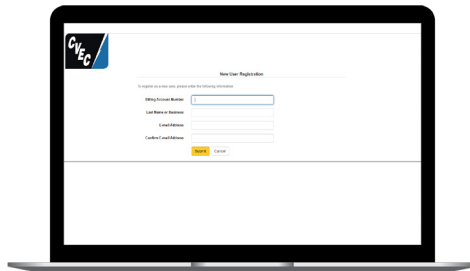 CVEC
New User Registration
To register as a new user, please enter the following information.
Billing Account Number
Last Name or Business
E-mail Address
Confirm E-mail Address
Submit Cancel